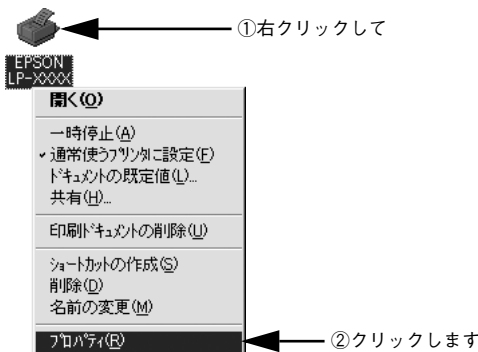 ①右クリックして
EPSON
LP-XXXX
開く(O)
一時停止(A)
通常使うプリンタに設定(F)
ドキュメントの既定値(L)...
共有(H)...
印刷ドキュメントの削除(U)
ショートカットの作成(S)
削除(D)
名前の変更(M)
プロパティ(R)
②クリックします